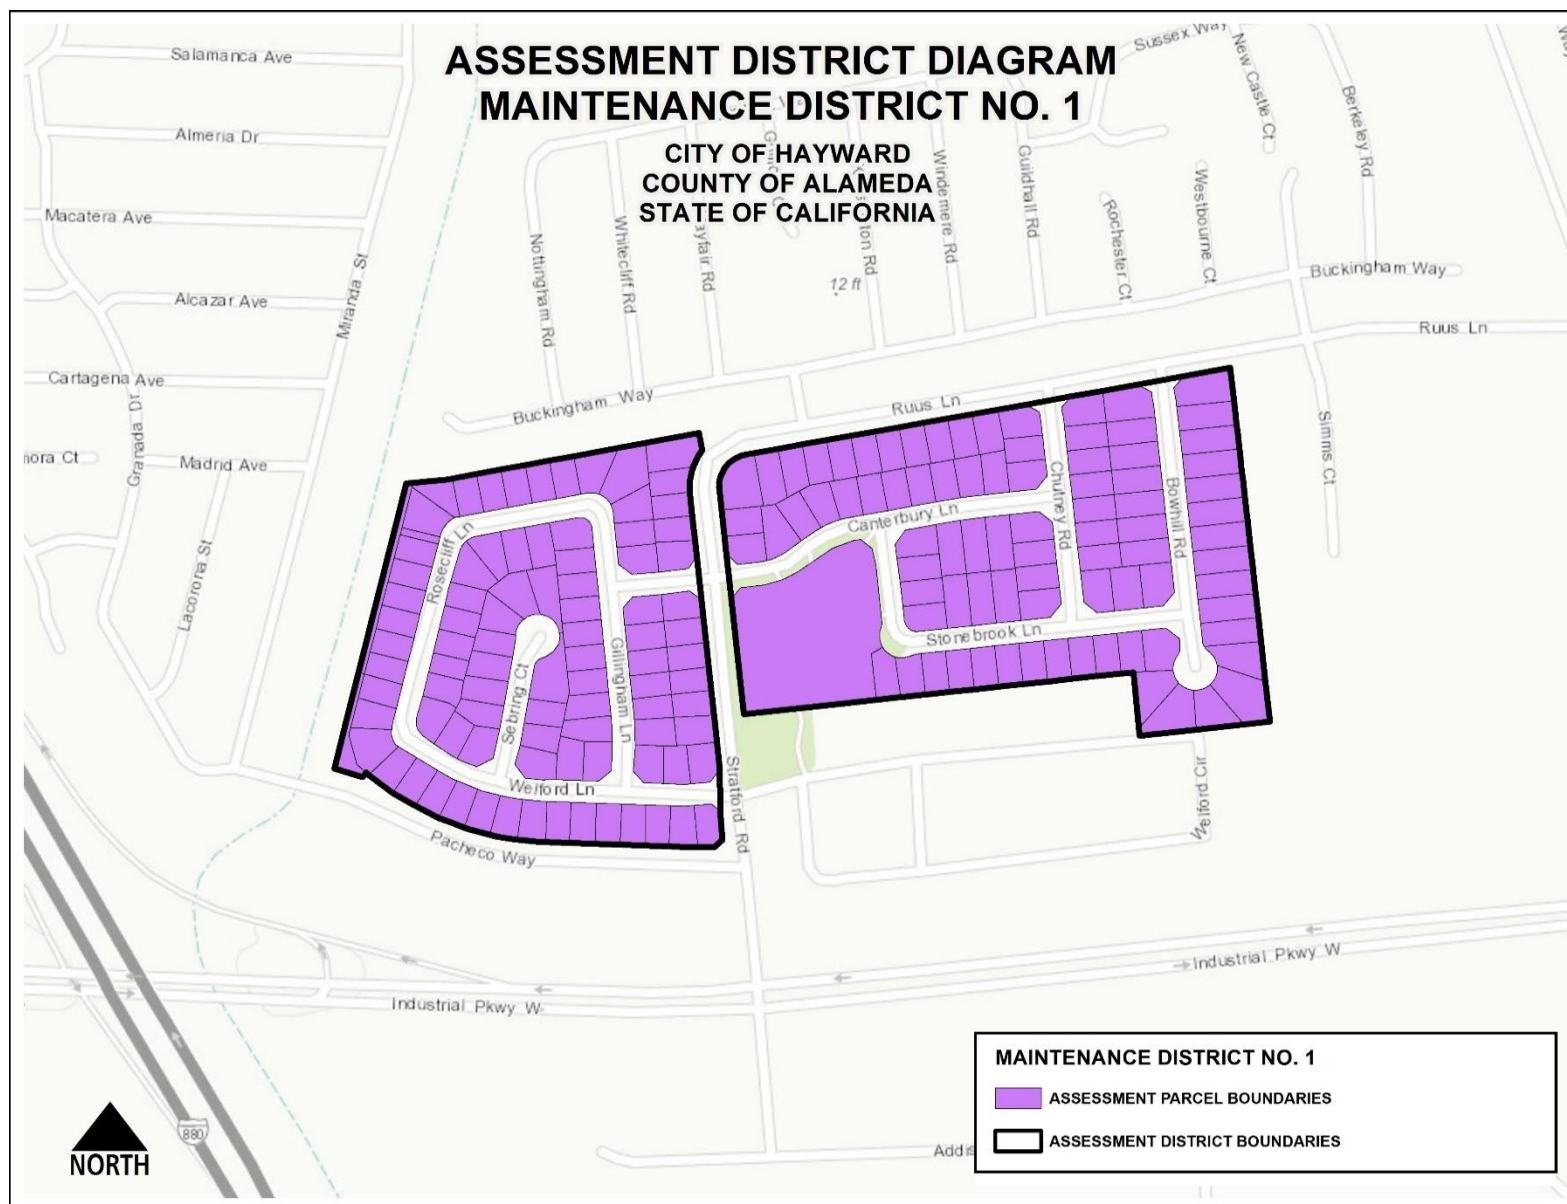 ASSESSMENT DISTRICT DIAGRAM
MAINTENANCE DISTRICT NO. 1
CITY OF HAYWARD
COUNTY OF ALAMEDA
STATE OF CALIFORNIA
Salamanca Ave
Almeria Dr
Macatera Ave
Alcazar Ave
Cartagena Ave
Granada Dr
Madrid Ave
Lacorona St
Miranda St
Sussex Way
New Castle Ct
Berkeley Rd
Nottingham Rd
Whitecliff Rd
Windemere Rd
Guildhall Rd
Rochester Ct
Westbourne Ct
12 ft
Buckingham Way
Buckingham Way
Ruus Ln
Ruus Ln
Simms Ct
Rosecliff Ln
Sebring Ct
Gillingham Ln
Welford Ln
Canterbury Ln
Chutney Rd
Bowhill Rd
Stonebrook Ln
Stratford Rd
Welford Cir
Pacheco Way
Industrial Pkwy W
Industrial Pkwy W
880
NORTH
MAINTENANCE DISTRICT NO. 1
ASSESSMENT PARCEL BOUNDARIES
ASSESSMENT DISTRICT BOUNDARIES